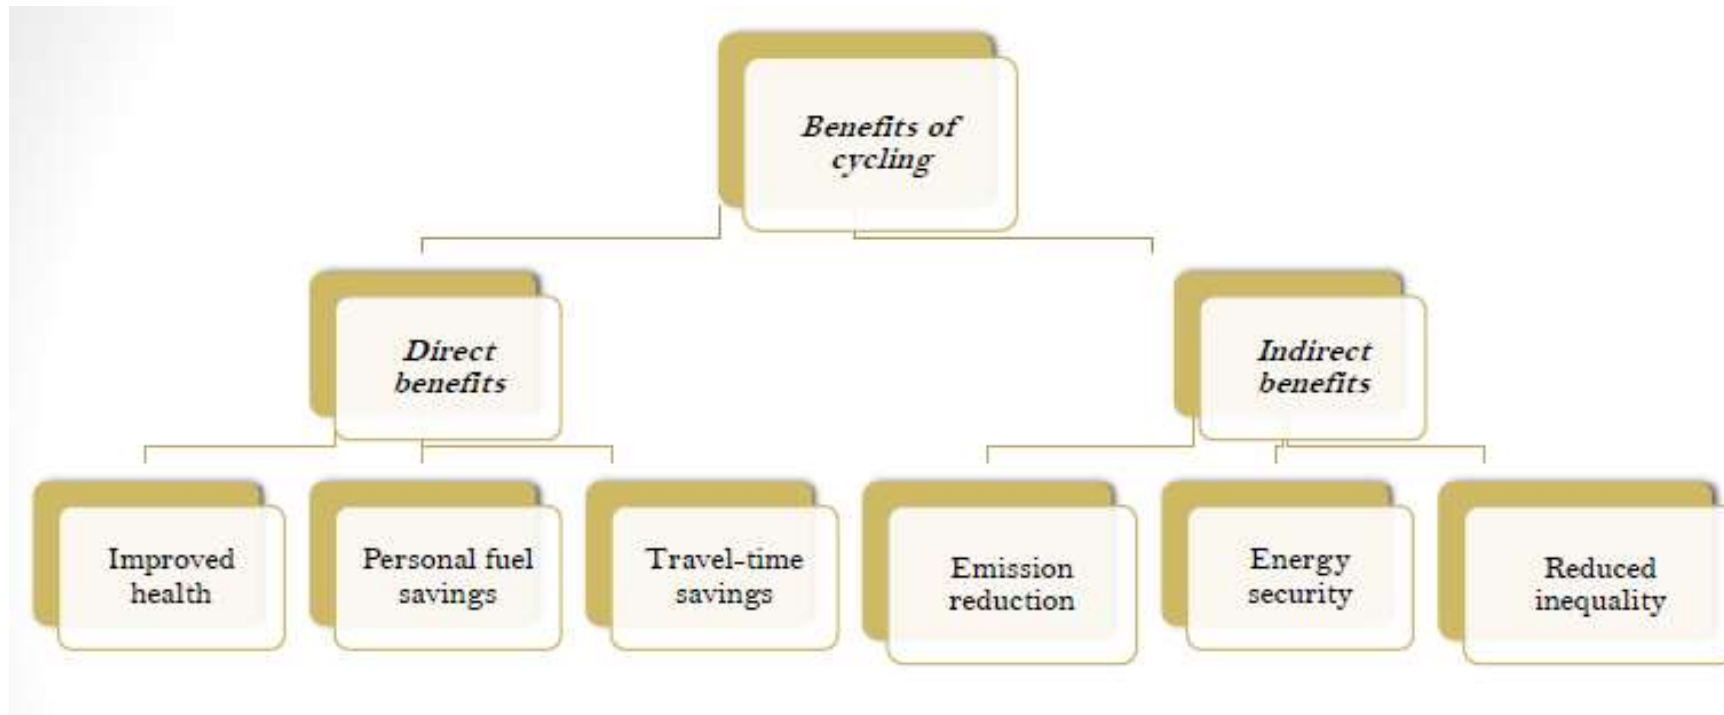 Benefits of
cycling
Direct
benefits
Indirect
benefits
Improved
health
Personal fuel
savings
Travel-time
savings
Emission
reduction
Energy
security
Reduced
inequality